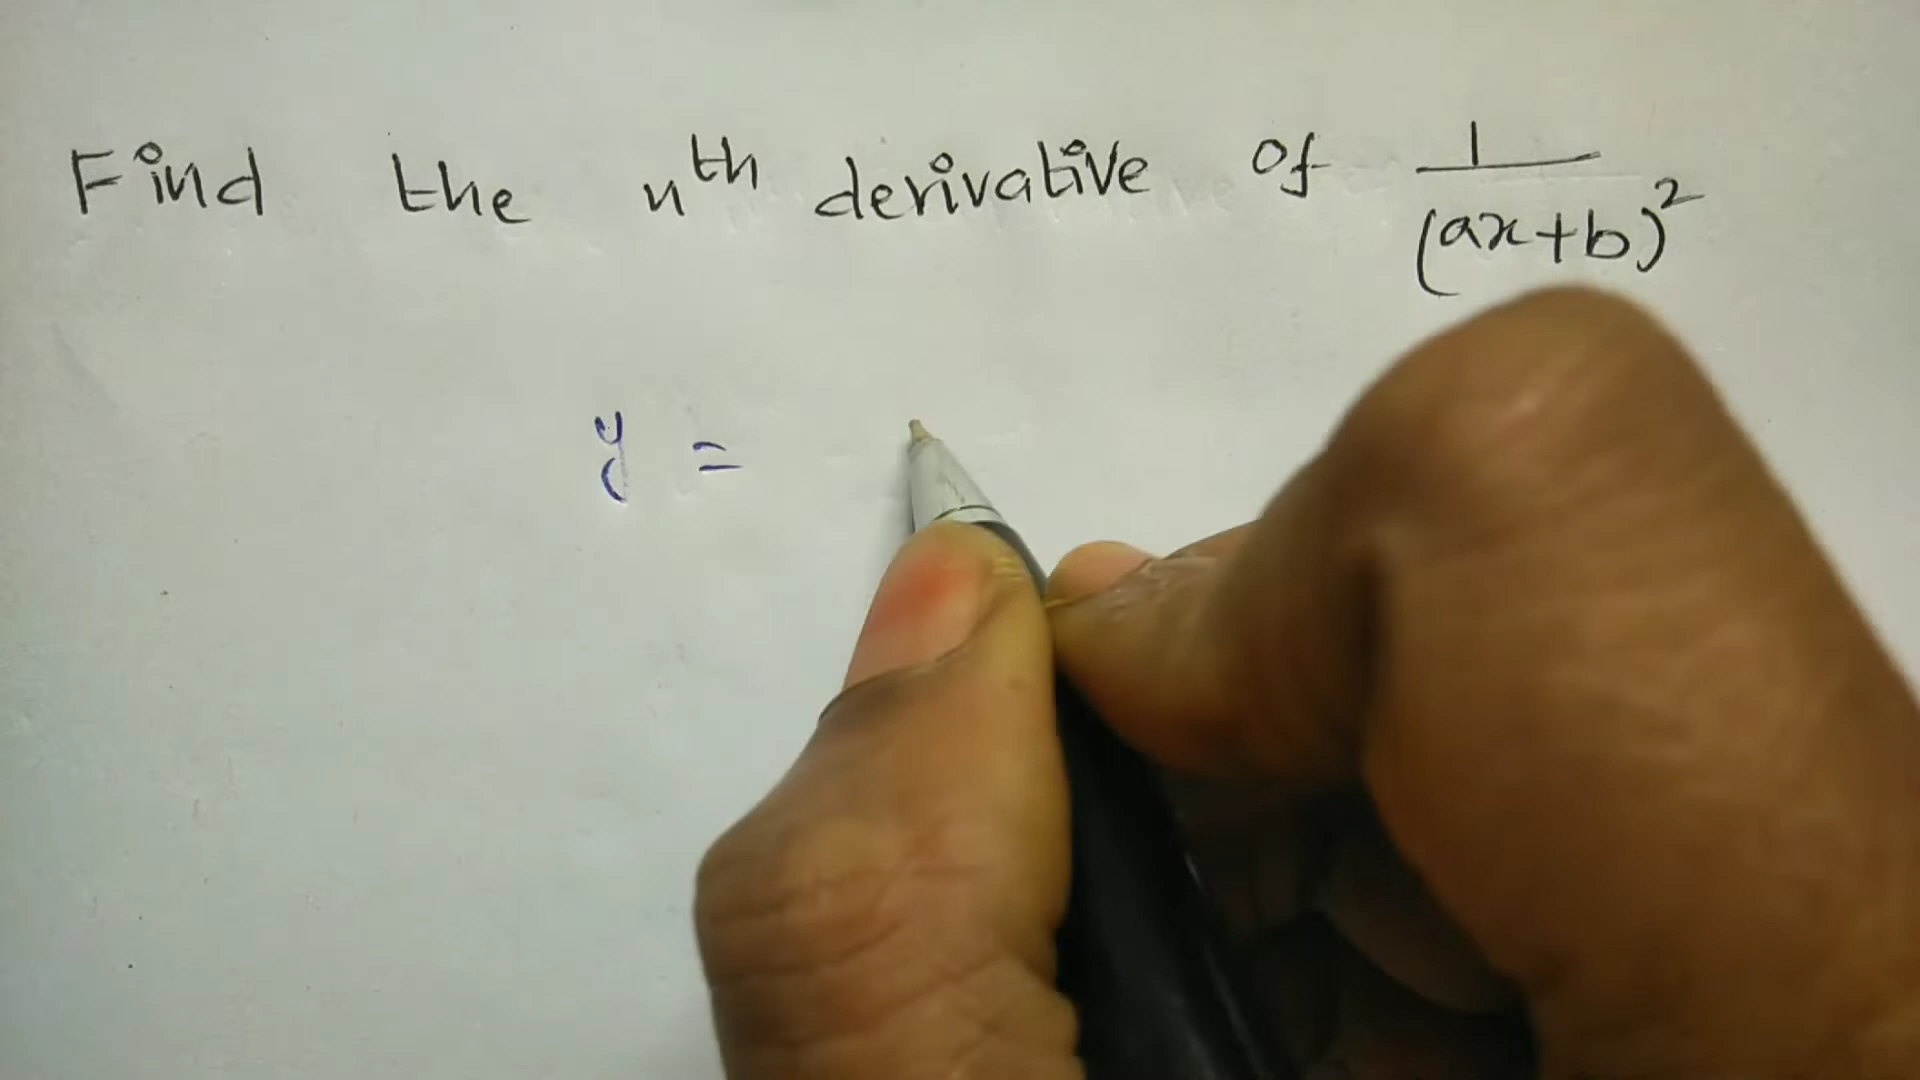 Find the nth derivative of 1/(ax+b)²
y =